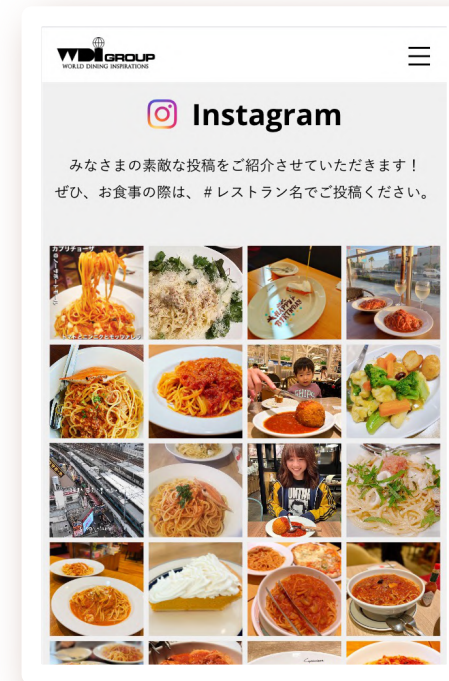 WDI GROUP
WORLD DINING INSPIRATIONS
Instagram
みなさまの素敵な投稿をご紹介させていただきます！
ぜひ、お食事の際は、＃レストラン名でご投稿ください。
カプリチョーザ